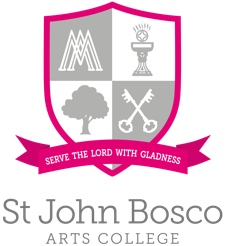 SERVE THE LORD WITH GLADNESS
St John Bosco
ARTS COLLEGE